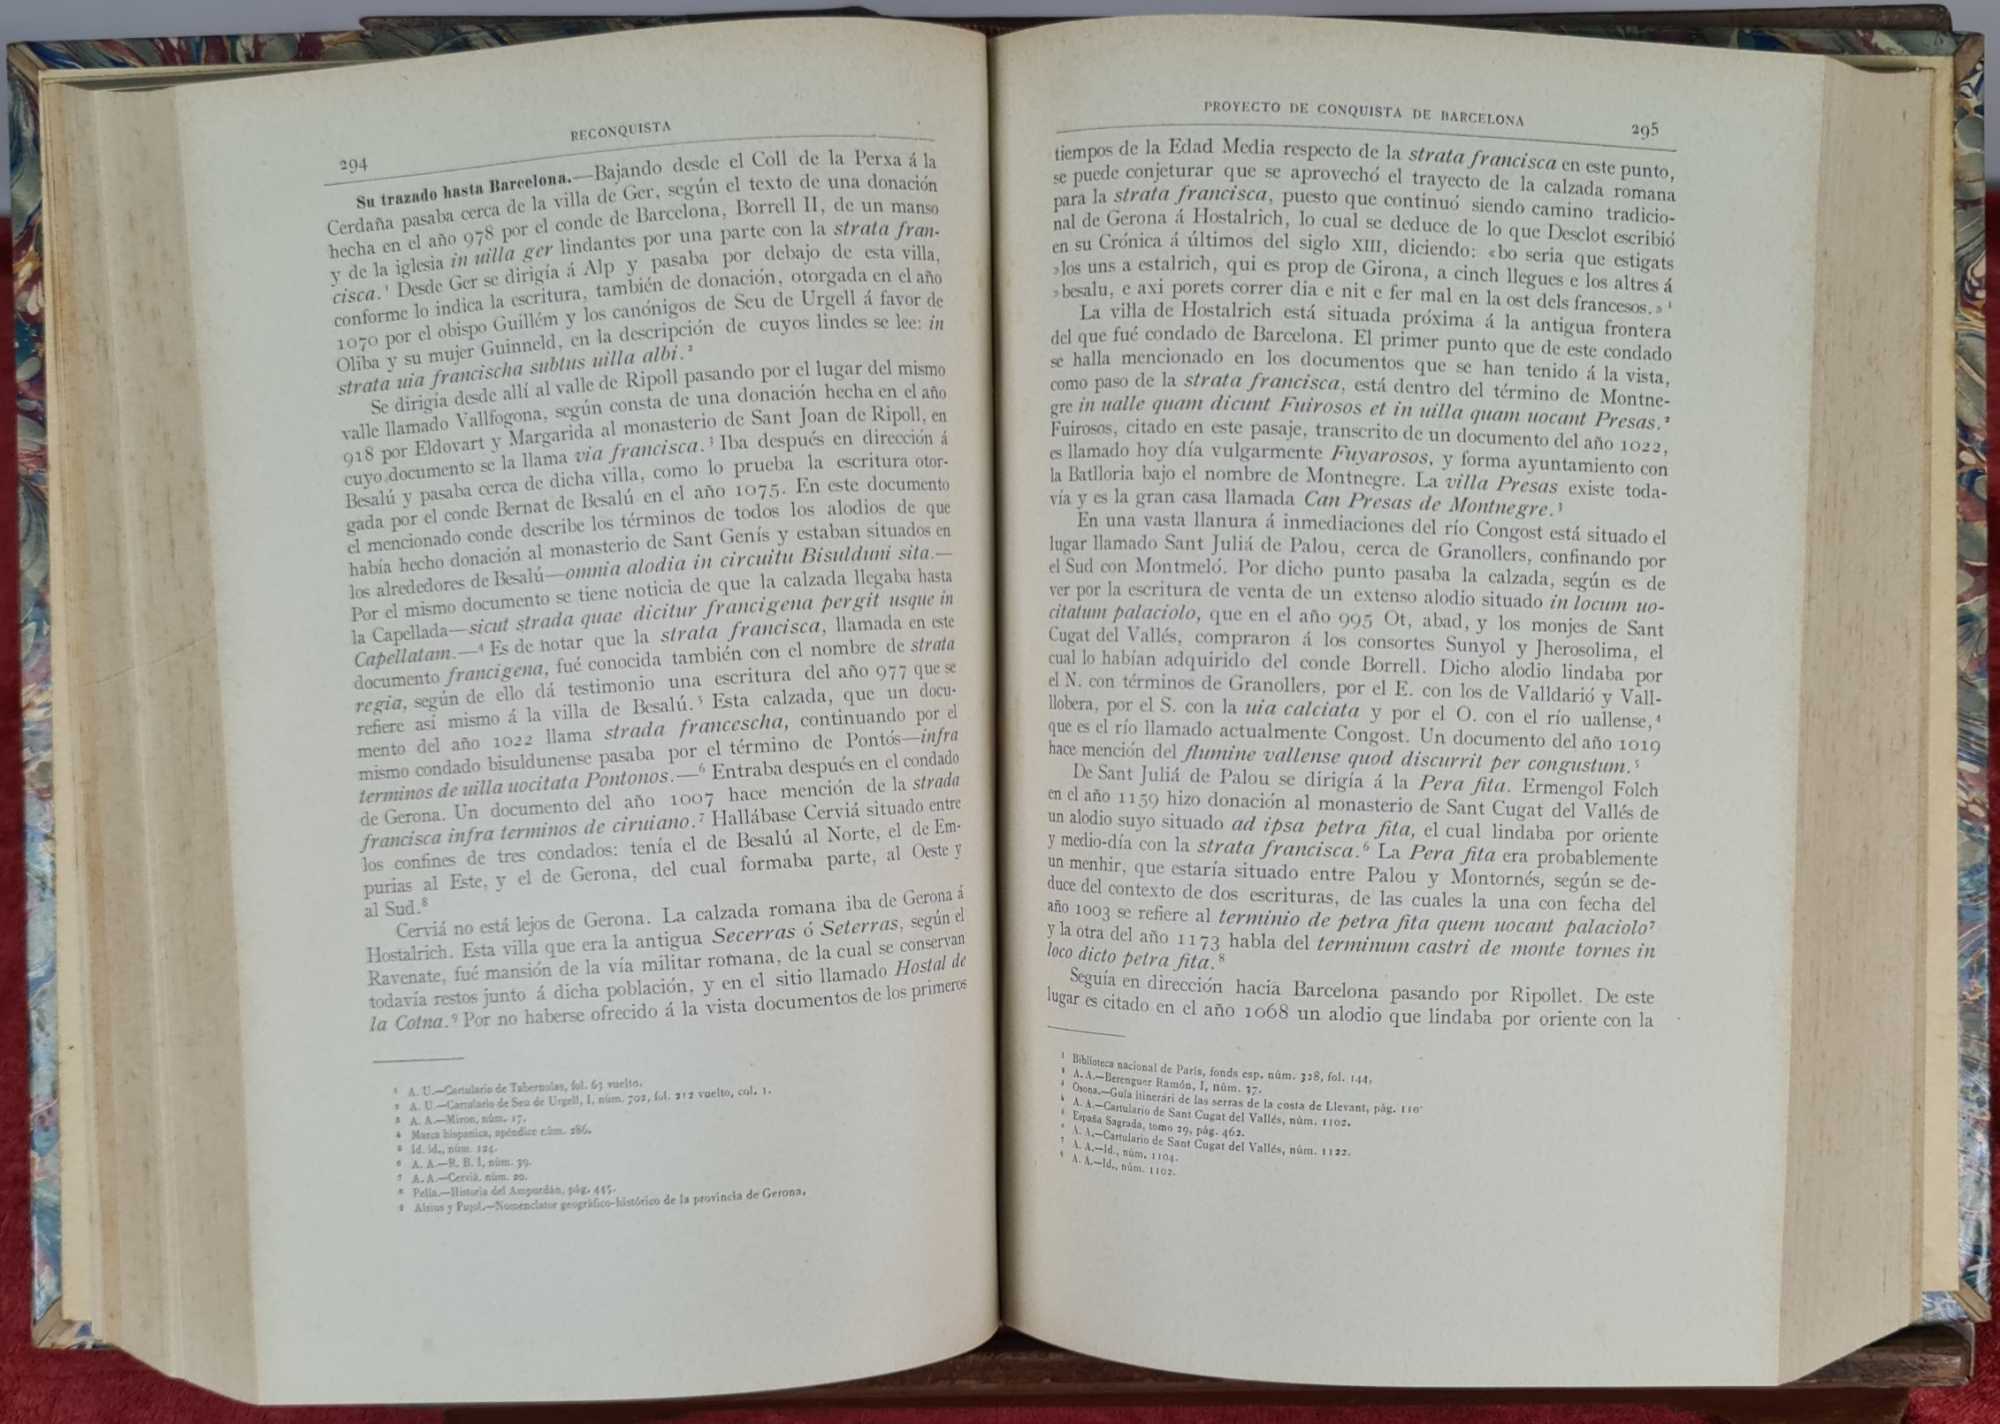 294
RECONQUISTA
Su trazado hasta Barcelona.—Bajando desde el Coll de la Perxa á la
Cerdaña pasaba cerca de la villa de Ger, según el texto de una donación
hecha en el año 978 por el conde de Barcelona, Borrell II, de un manso
y de la iglesia in uilla ger lindantes por una parte con la strata fran-
cisca.¹ Desde Ger se dirigía á Alp y pasaba por debajo de esta villa,
conforme lo indica la escritura, también de donación, otorgada en el año
1070 por el obispo Guillém y los canónigos de Seu de Urgell á favor de
Oliba y su mujer Guinneld, en la descripción de cuyos lindes se lee: in
strata uia francischa subtus uilla albi.²
Se dirigía desde allí al valle de Ripoll pasando por el lugar del mismo
valle llamado Vallfogona, según consta de una donación hecha en el año
918 por Eldovart y Margarida al monasterio de Sant Joan de Ripoll, en
cuyo documento se la llama via francisca.³ Iba después en dirección á
Besalú y pasaba cerca de dicha villa, como lo prueba la escritura otor-
gada por el conde Bernat de Besalú en el año 1075. En este documento
el mencionado conde describe los términos de todos los alodios de que
había hecho donación al monasterio de Sant Genís y estaban situados en
los alrededores de Besalú—omnia alodia in circuitu Bisulduni sita.—
Por el mismo documento se tiene noticia de que la calzada llegaba hasta
la Capellada—sicut strada quae dicitur francigena pergit usque in
Capellatam.—⁴ Es de notar que la strata francisca, llamada en este
documento francigena, fué conocida también con el nombre de strata
regia, según de ello dá testimonio una escritura del año 977 que se
refiere así mismo á la villa de Besalú.⁵ Esta calzada, que un docu-
mento del año 1022 llama strada francescha, continuando por el
mismo condado bisuldunense pasaba por el término de Pontós—infra
terminos de uilla uocitata Pontonos.—⁶ Entraba después en el condado
de Gerona. Un documento del año 1007 hace mención de la strada
francisca infra terminos de ciruiano.⁷ Hallábase Cerviá situado entre
los confines de tres condados: tenía el de Besalú al Norte, el de Em-
purias al Este, y el de Gerona, del cual formaba parte, al Oeste y
al Sud.⁸
Cerviá no está lejos de Gerona. La calzada romana iba de Gerona á
Hostalrich. Esta villa que era la antigua Secerras ó Seterras, según el
Ravenate, fué mansión de la vía militar romana, de la cual se conservan
todavía restos junto á dicha población, y en el sitio llamado Hostal de
la Cotna.⁹ Por no haberse ofrecido á la vista documentos de los primeros
¹ A. U.—Cartulario de Tabernolas, fol. 63 vuelto.
² A. U.—Cartulario de Seu de Urgell, I, núm. 702, fol. 212 vuelto, col. 1.
³ A. A.—Miron, núm. 17.
⁴ Marca hispanica, apéndice núm. 286.
⁵ Id. id., núm. 124.
⁶ A. A.—R. B. I, núm. 39.
⁷ A. A.—Cerviá, núm. 20.
⁸ Pella.—Historia del Ampurdán, pág. 445.
⁹ Alsius y Pujol.—Nomenclator geográfico-histórico de la provincia de Gerona.
PROYECTO DE CONQUISTA DE BARCELONA
295
tiempos de la Edad Media respecto de la strata francisca en este punto,
se puede conjeturar que se aprovechó el trayecto de la calzada romana
para la strata francisca, puesto que continuó siendo camino tradicio-
nal de Gerona á Hostalrich, lo cual se deduce de lo que Desclot escribió
en su Crónica á últimos del siglo XIII, diciendo: «bo seria que estigats
»los uns a estalrich, qui es prop de Girona, a cinch llegues e los altres á
»besalu, e axi porets correr dia e nit e fer mal en la ost dels francesos.» ¹
La villa de Hostalrich está situada próxima á la antigua frontera
del que fué condado de Barcelona. El primer punto que de este condado
se halla mencionado en los documentos que se han tenido á la vista,
como paso de la strata francisca, está dentro del término de Montne-
gre in ualle quam dicunt Fuirosos et in uilla quam uocant Presas.²
Fuirosos, citado en este pasaje, transcrito de un documento del año 1022,
es llamado hoy día vulgarmente Fuyarosos, y forma ayuntamiento con
la Batlloria bajo el nombre de Montnegre. La villa Presas existe toda-
vía y es la gran casa llamada Can Presas de Montnegre.³
En una vasta llanura á inmediaciones del río Congost está situado el
lugar llamado Sant Juliá de Palou, cerca de Granollers, confinando por
el Sud con Montmeló. Por dicho punto pasaba la calzada, según es de
ver por la escritura de venta de un extenso alodio situado in locum uo-
citatum palaciolo, que en el año 995 Ot, abad, y los monjes de Sant
Cugat del Vallés, compraron á los consortes Sunyol y Jherosolima, el
cual lo habían adquirido del conde Borrell. Dicho alodio lindaba por
el N. con términos de Granollers, por el E. con los de Valldarió y Vall-
llobera, por el S. con la uia calciata y por el O. con el río uallense,⁴
que es el río llamado actualmente Congost. Un documento del año 1019
hace mención del flumine vallense quod discurrit per congustum.⁵
De Sant Juliá de Palou se dirigía á la Pera fita. Ermengol Folch
en el año 1159 hizo donación al monasterio de Sant Cugat del Vallés de
un alodio suyo situado ad ipsa petra fita, el cual lindaba por oriente
y medio-día con la strata francisca.⁶ La Pera fita era probablemente
un menhir, que estaría situado entre Palou y Montornés, según se de-
duce del contexto de dos escrituras, de las cuales la una con fecha del
año 1003 se refiere al terminio de petra fita quem uocant palaciolo⁷
y la otra del año 1173 habla del terminum castri de monte tornes in
loco dicto petra fita.⁸
Seguía en dirección hacia Barcelona pasando por Ripollet. De este
lugar es citado en el año 1068 un alodio que lindaba por oriente con la
¹ Biblioteca nacional de París, fonds esp. núm. 328, fol. 144.
² A. A.—Berenguer Ramón, I, núm. 37.
³ Osona.—Guía itinerári de las serras de la costa de Llevant, pág. 110.
⁴ A. A.—Cartulario de Sant Cugat del Vallés, núm. 1102.
⁵ España Sagrada, tomo 29, pág. 462.
⁶ A. A.—Cartulario de Sant Cugat del Vallés, núm. 1122.
⁷ A. A.—Id., núm. 1104.
⁸ A. A.—Id., núm. 1102.